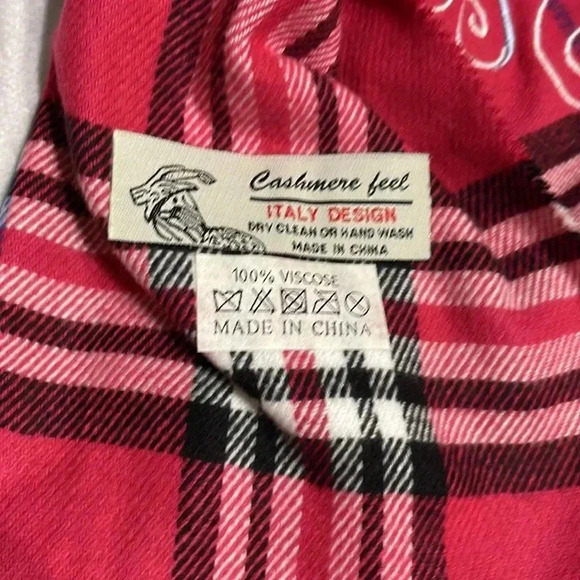 Cashmere feel
ITALY DESIGN
DRY CLEAN OR HAND WASH
MADE IN CHINA
100% VISCOSE
MADE IN CHINA